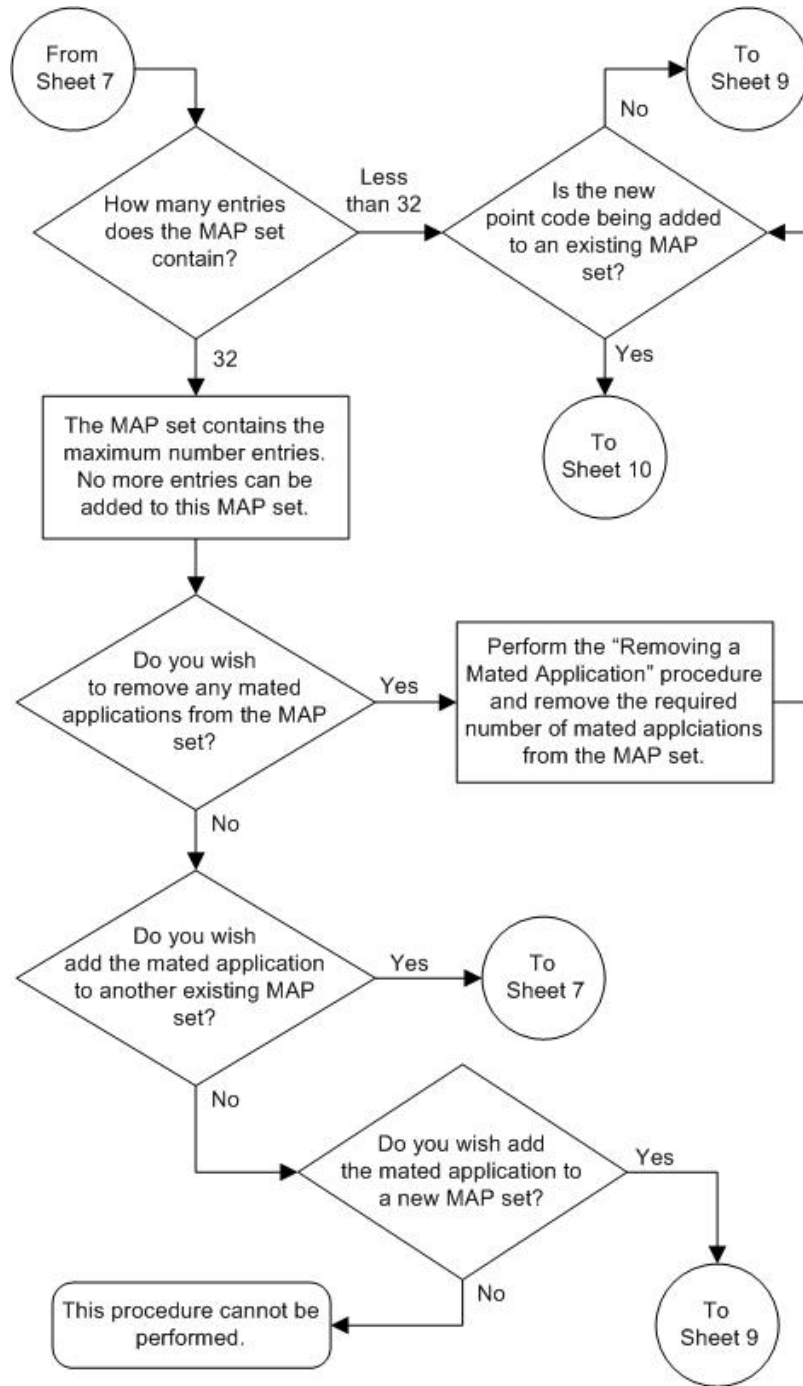 From
Sheet 7
To
Sheet 9
No
How many entries
does the MAP set
contain?
Less
than 32
Is the new
point code being added
to an existing MAP
set?
32
Yes
The MAP set contains the
maximum number entries.
No more entries can be
added to this MAP set.
To
Sheet 10
Do you wish
to remove any mated
applications from the MAP
set?
Yes
Perform the “Removing a
Mated Application” procedure
and remove the required
number of mated applciations
from the MAP set.
No
Do you wish
add the mated application
to another existing MAP
set?
Yes
To
Sheet 7
No
Do you wish add
the mated application to
a new MAP set?
Yes
No
This procedure cannot be
performed.
To
Sheet 9